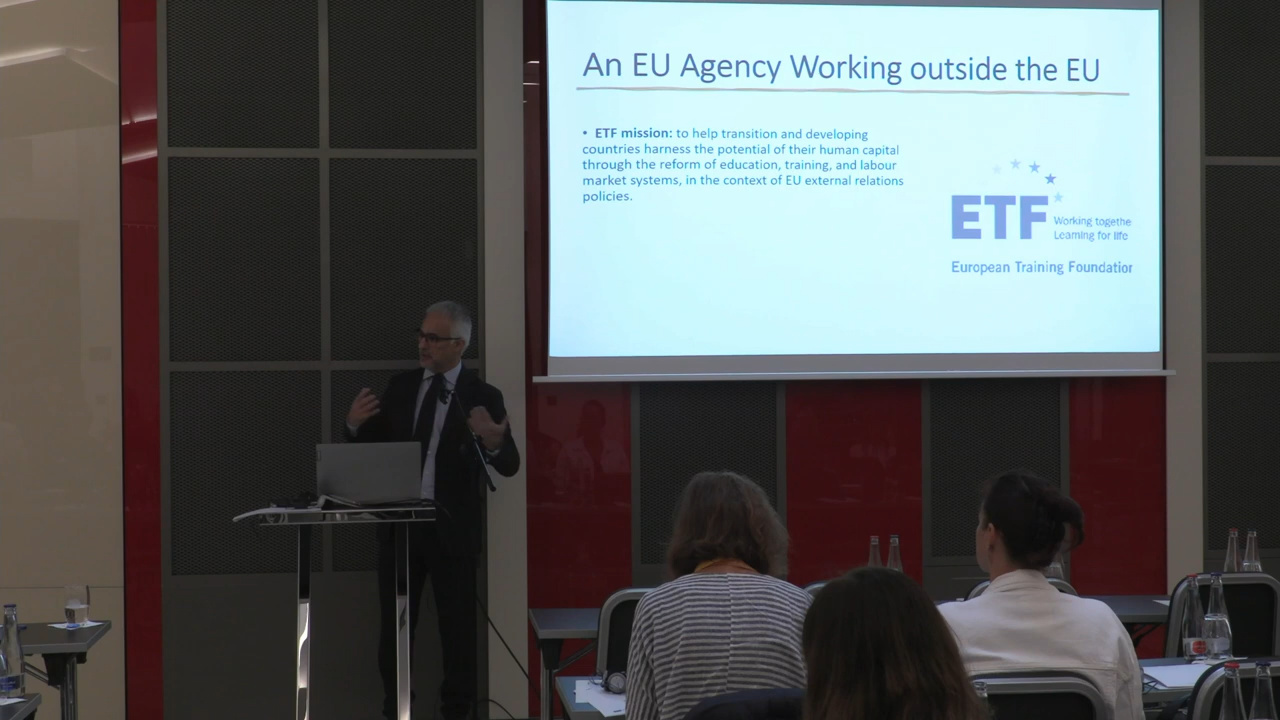 An EU Agency Working outside the EU
• ETF mission: to help transition and developing
countries harness the potential of their human capital
through the reform of education, training, and labour
market systems, in the context of EU external relations
policies.
ETF
Working togethe
Learning for life
European Training Foundation